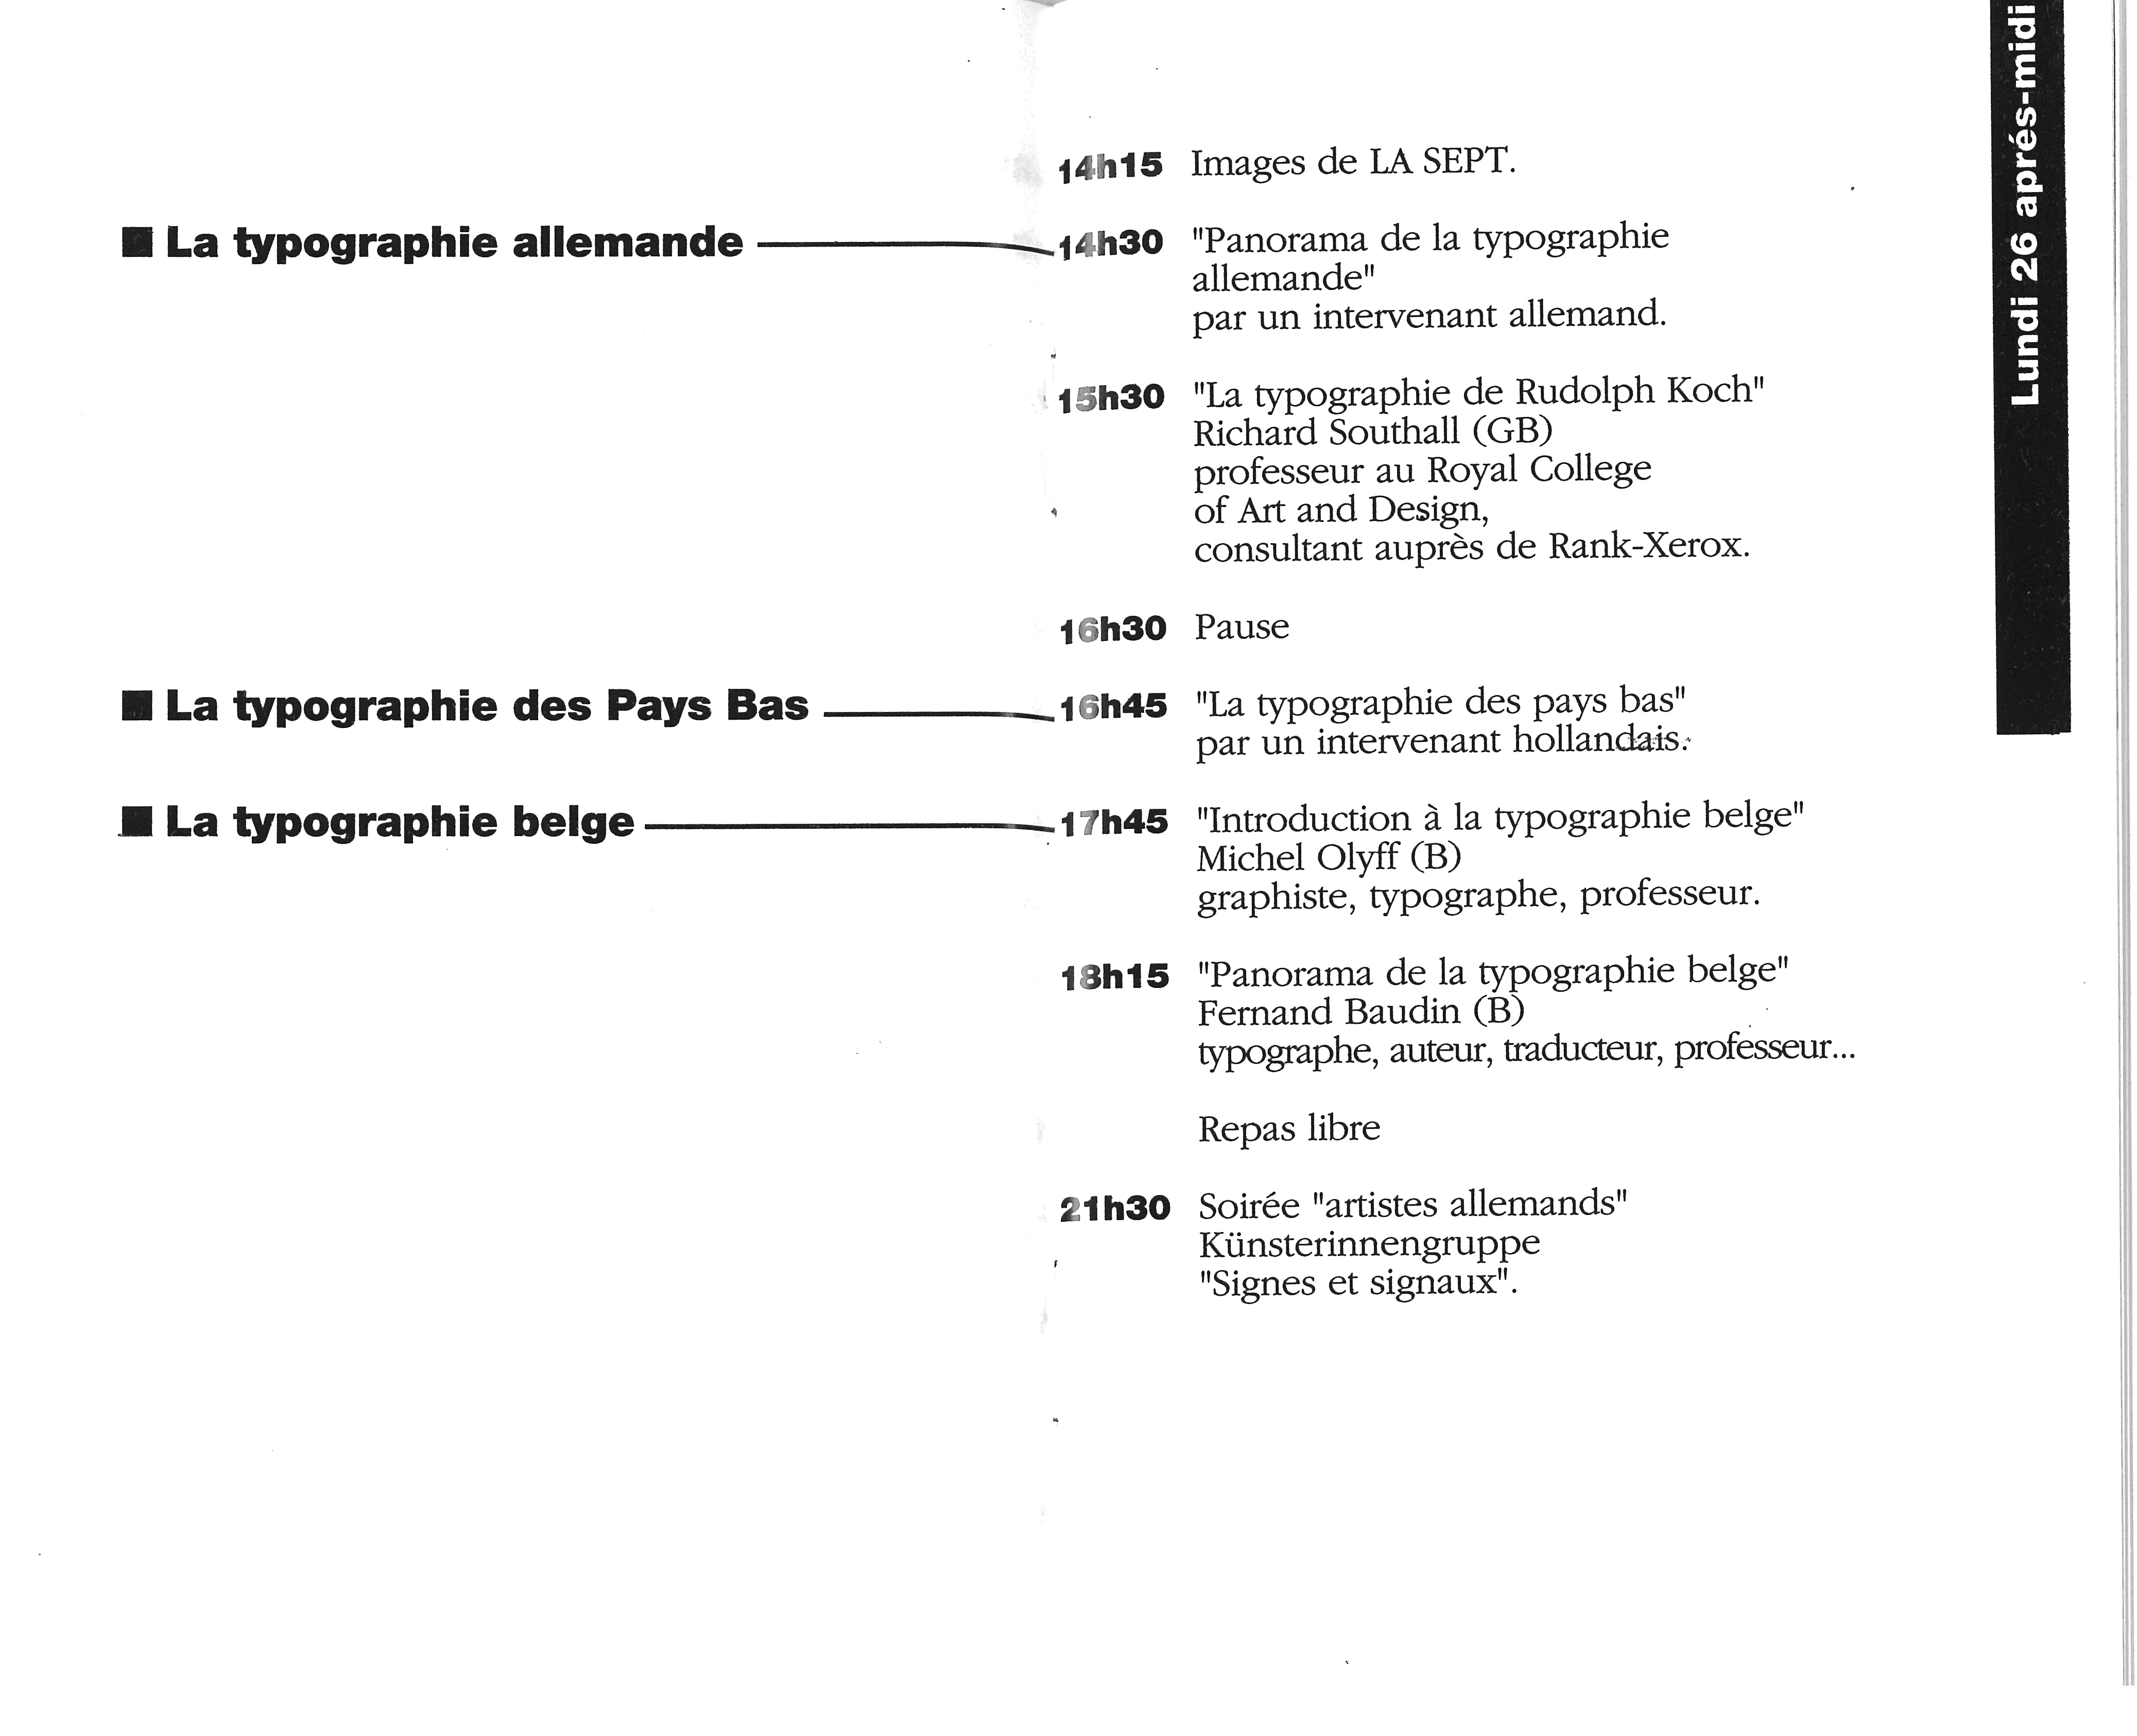 Lundi 26 aprés-midi
14h15 Images de LA SEPT.
■ La typographie allemande 14h30 "Panorama de la typographie
allemande"
par un intervenant allemand.
15h30 "La typographie de Rudolph Koch"
Richard Southall (GB)
professeur au Royal College
of Art and Design,
consultant auprès de Rank-Xerox.
16h30 Pause
■ La typographie des Pays Bas 16h45 "La typographie des pays bas"
par un intervenant hollandais.
■ La typographie belge 17h45 "Introduction à la typographie belge"
Michel Olyff (B)
graphiste, typographe, professeur.
18h15 "Panorama de la typographie belge"
Fernand Baudin (B)
typographe, auteur, traducteur, professeur...
Repas libre
21h30 Soirée "artistes allemands"
Künsterinnengruppe
"Signes et signaux".